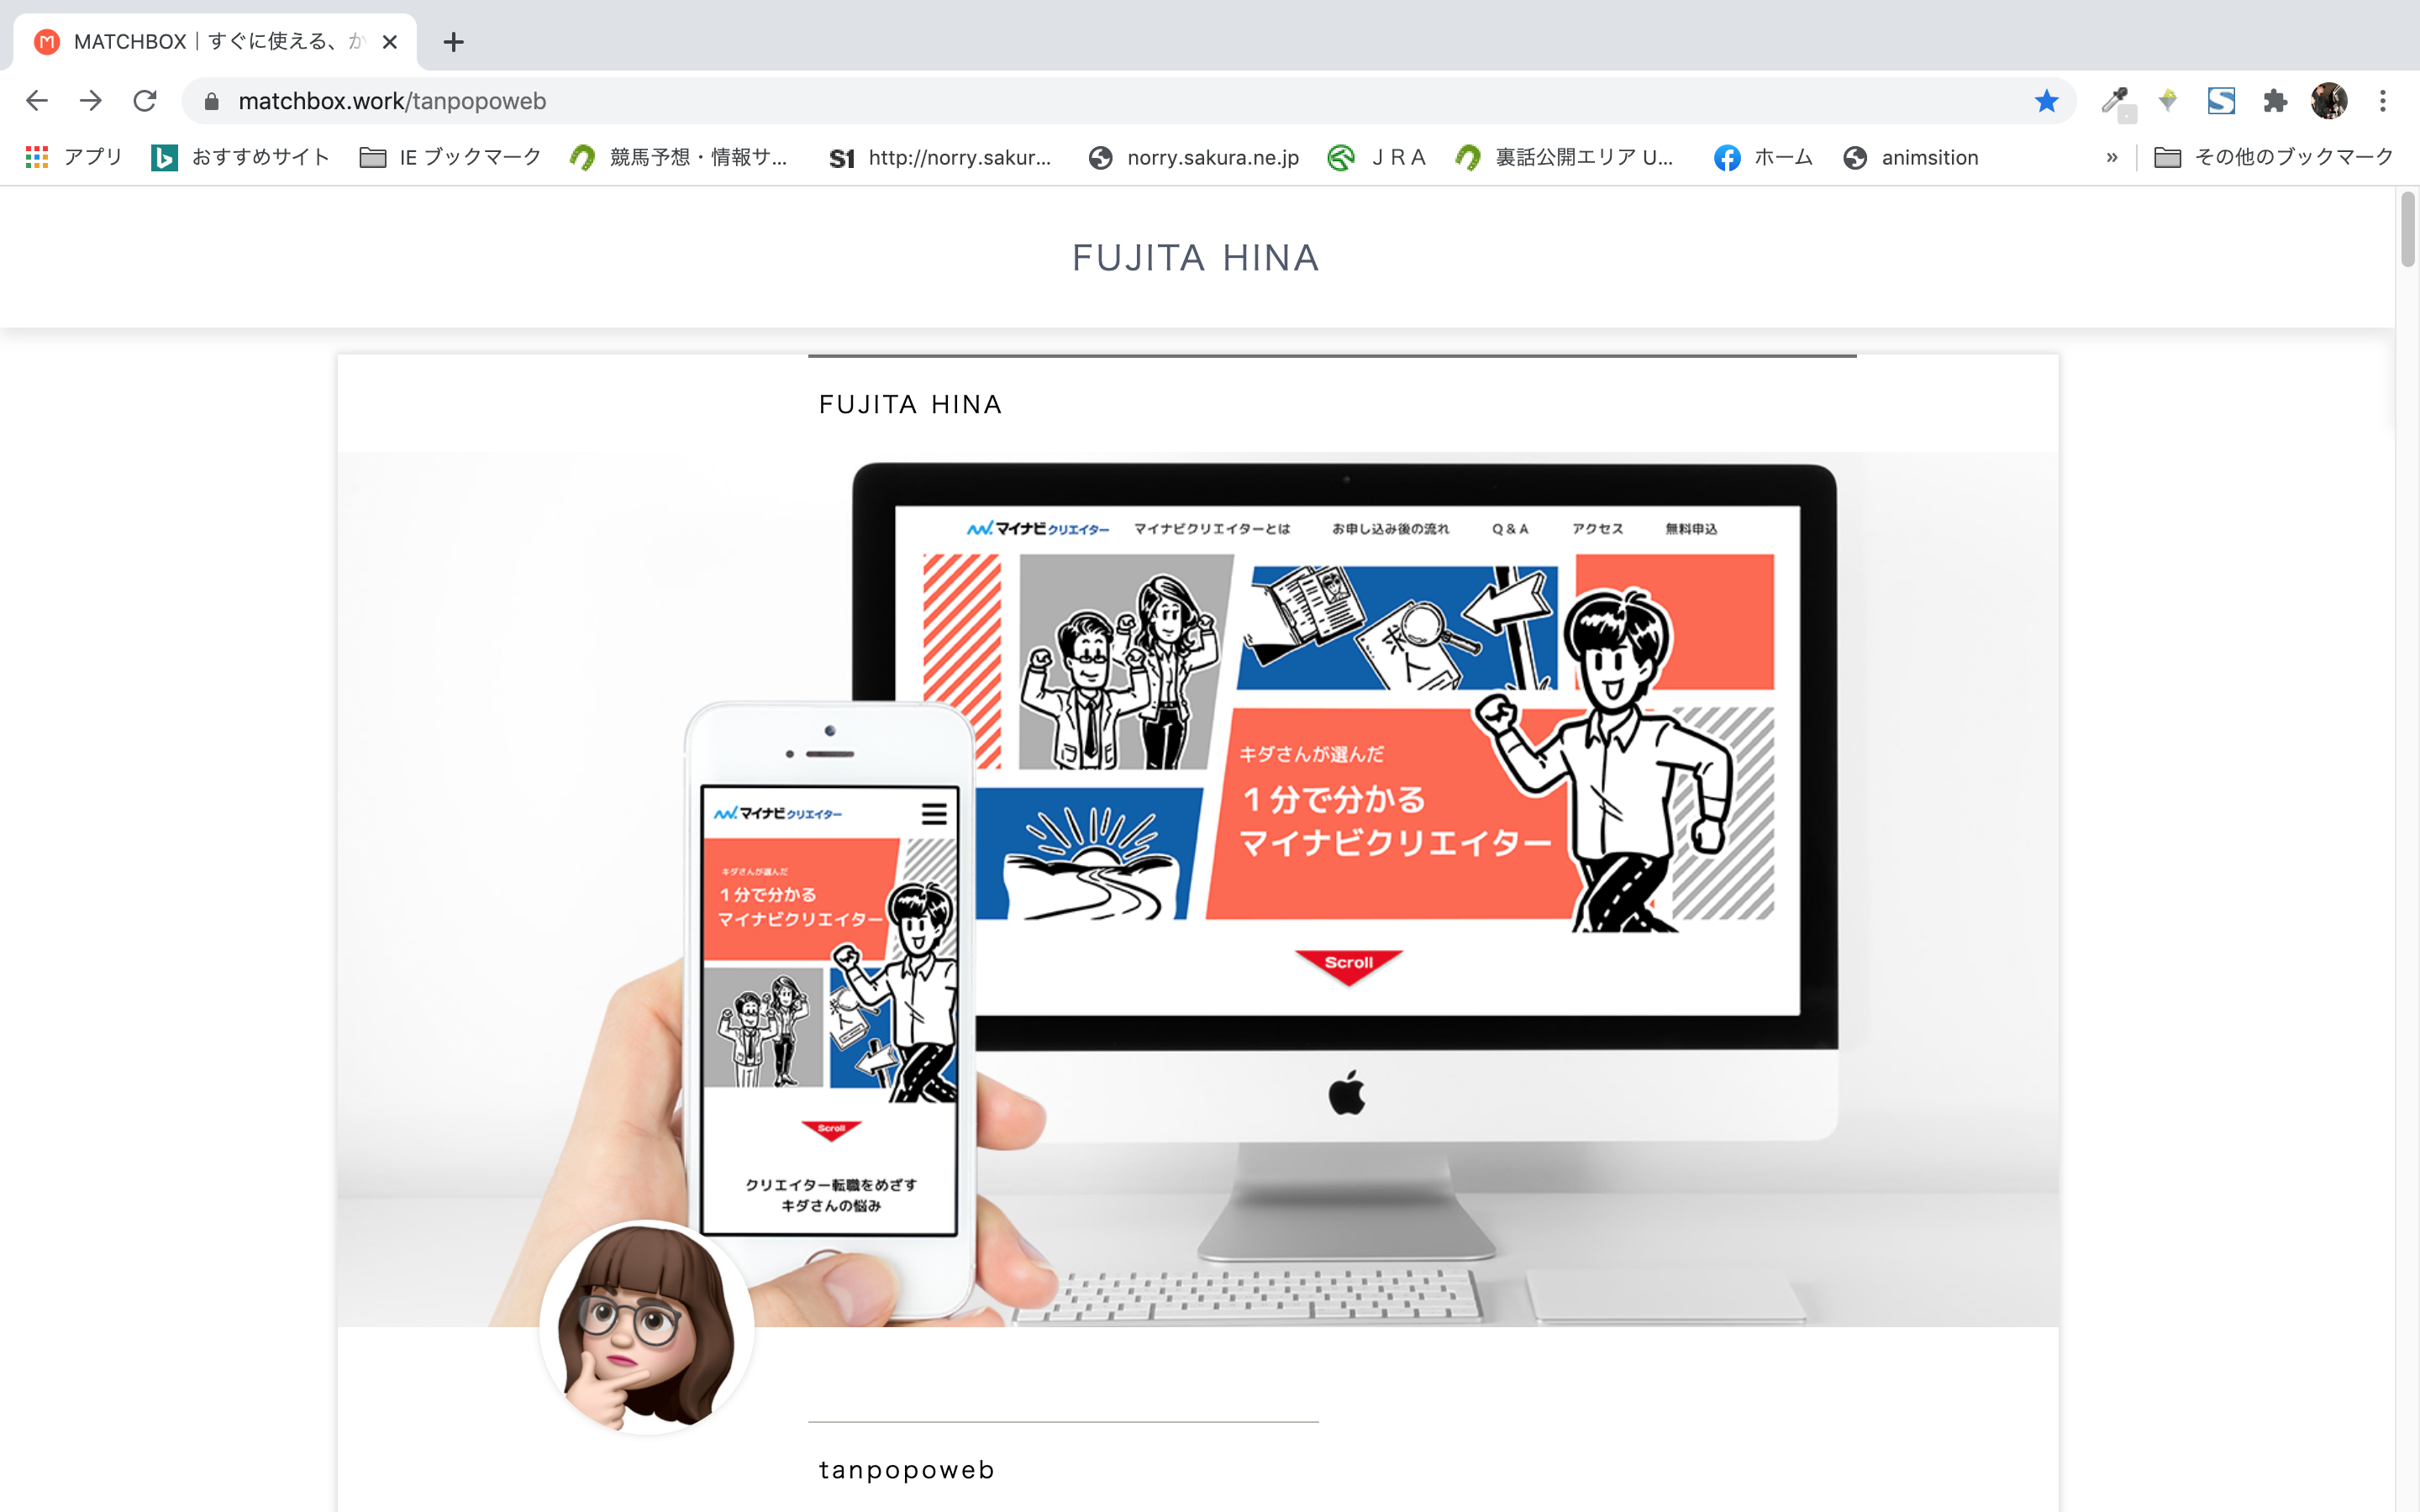 MATCHBOX｜すぐに使える、か
matchbox.work/tanpopoweb
アプリ
おすすめサイト
IE ブックマーク
競馬予想・情報サ...
S1 http://norry.sakur...
norry.sakura.ne.jp
ＪＲＡ
裏話公開エリア U...
ホーム
animsition
»
その他のブックマーク
FUJITA HINA
FUJITA HINA
マイナビクリエイター
マイナビクリエイターとは
お申し込み後の流れ
Q & A
アクセス
無料申込
求人
キダさんが選んだ
１分で分かる
マイナビクリエイター
Scroll
マイナビクリエイター
キダさんが選んだ
１分で分かる
マイナビクリエイター
求人
Scroll
クリエイター転職をめざす
キダさんの悩み
tanpopoweb